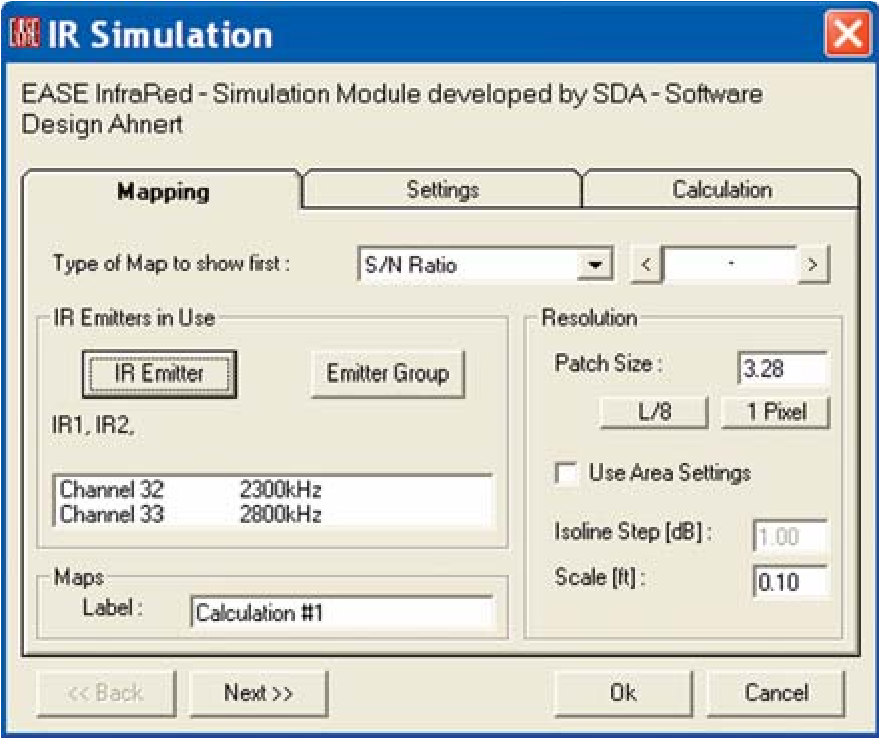 EASE IR Simulation
EASE InfraRed - Simulation Module developed by SDA - Software
Design Ahnert
Mapping Settings Calculation
Type of Map to show first : S/N Ratio < - >
IR Emitters in Use
IR Emitter Emitter Group
IR1, IR2,
Channel 32 2300kHz
Channel 33 2800kHz
Maps
Label : Calculation #1
Resolution
Patch Size : 3.28
L/8 1 Pixel
Use Area Settings
Isoline Step [dB] : 1.00
Scale [ft] : 0.10
<< Back Next >> Ok Cancel